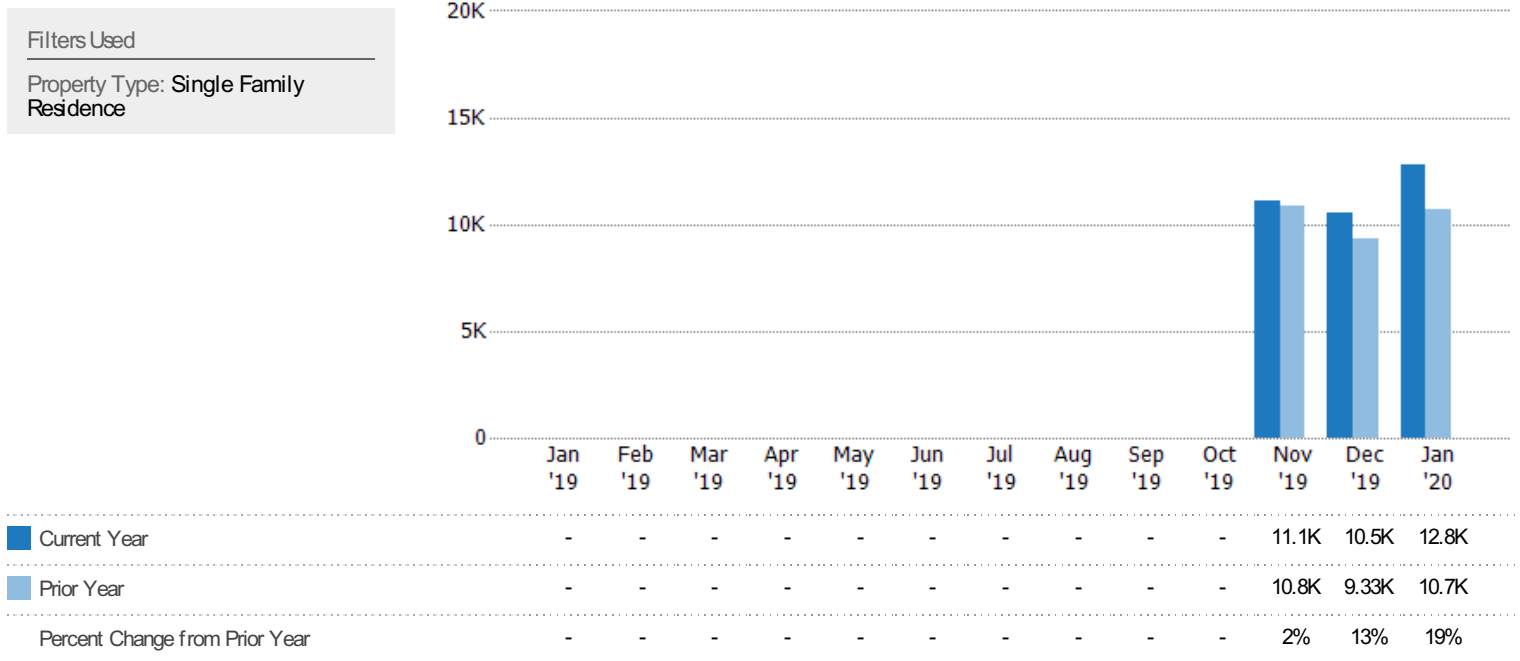 Filters Used
Property Type: Single Family
Residence
20K
15K
10K
5K
0
Jan Feb Mar Apr May Jun Jul Aug Sep Oct Nov Dec Jan
'19 '19 '19 '19 '19 '19 '19 '19 '19 '19 '19 '19 '20
Current Year - - - - - - - - - - 11.1K 10.5K 12.8K
Prior Year - - - - - - - - - - 10.8K 9.33K 10.7K
Percent Change from Prior Year - - - - - - - - - - 2% 13% 19%